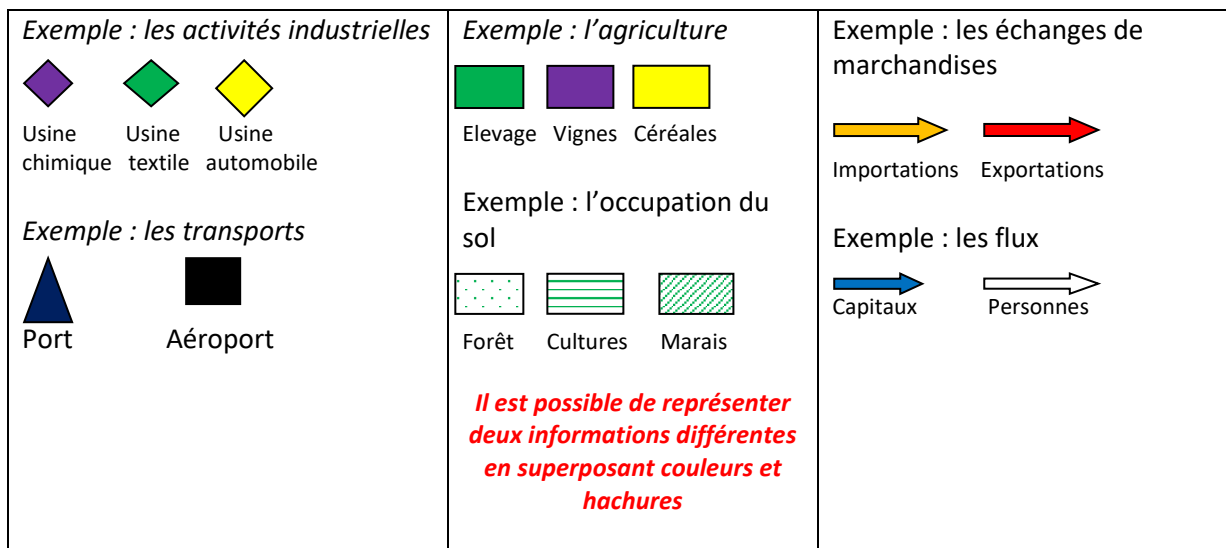 Exemple : les activités industrielles
Usine chimique
Usine textile
Usine automobile
Exemple : les transports
Port
Aéroport
Exemple : l’agriculture
Elevage
Vignes
Céréales
Exemple : l’occupation du
sol
Forêt
Cultures
Marais
Il est possible de représenter
deux informations différentes
en superposant couleurs et
hachures
Exemple : les échanges de
marchandises
Importations
Exportations
Exemple : les flux
Capitaux
Personnes